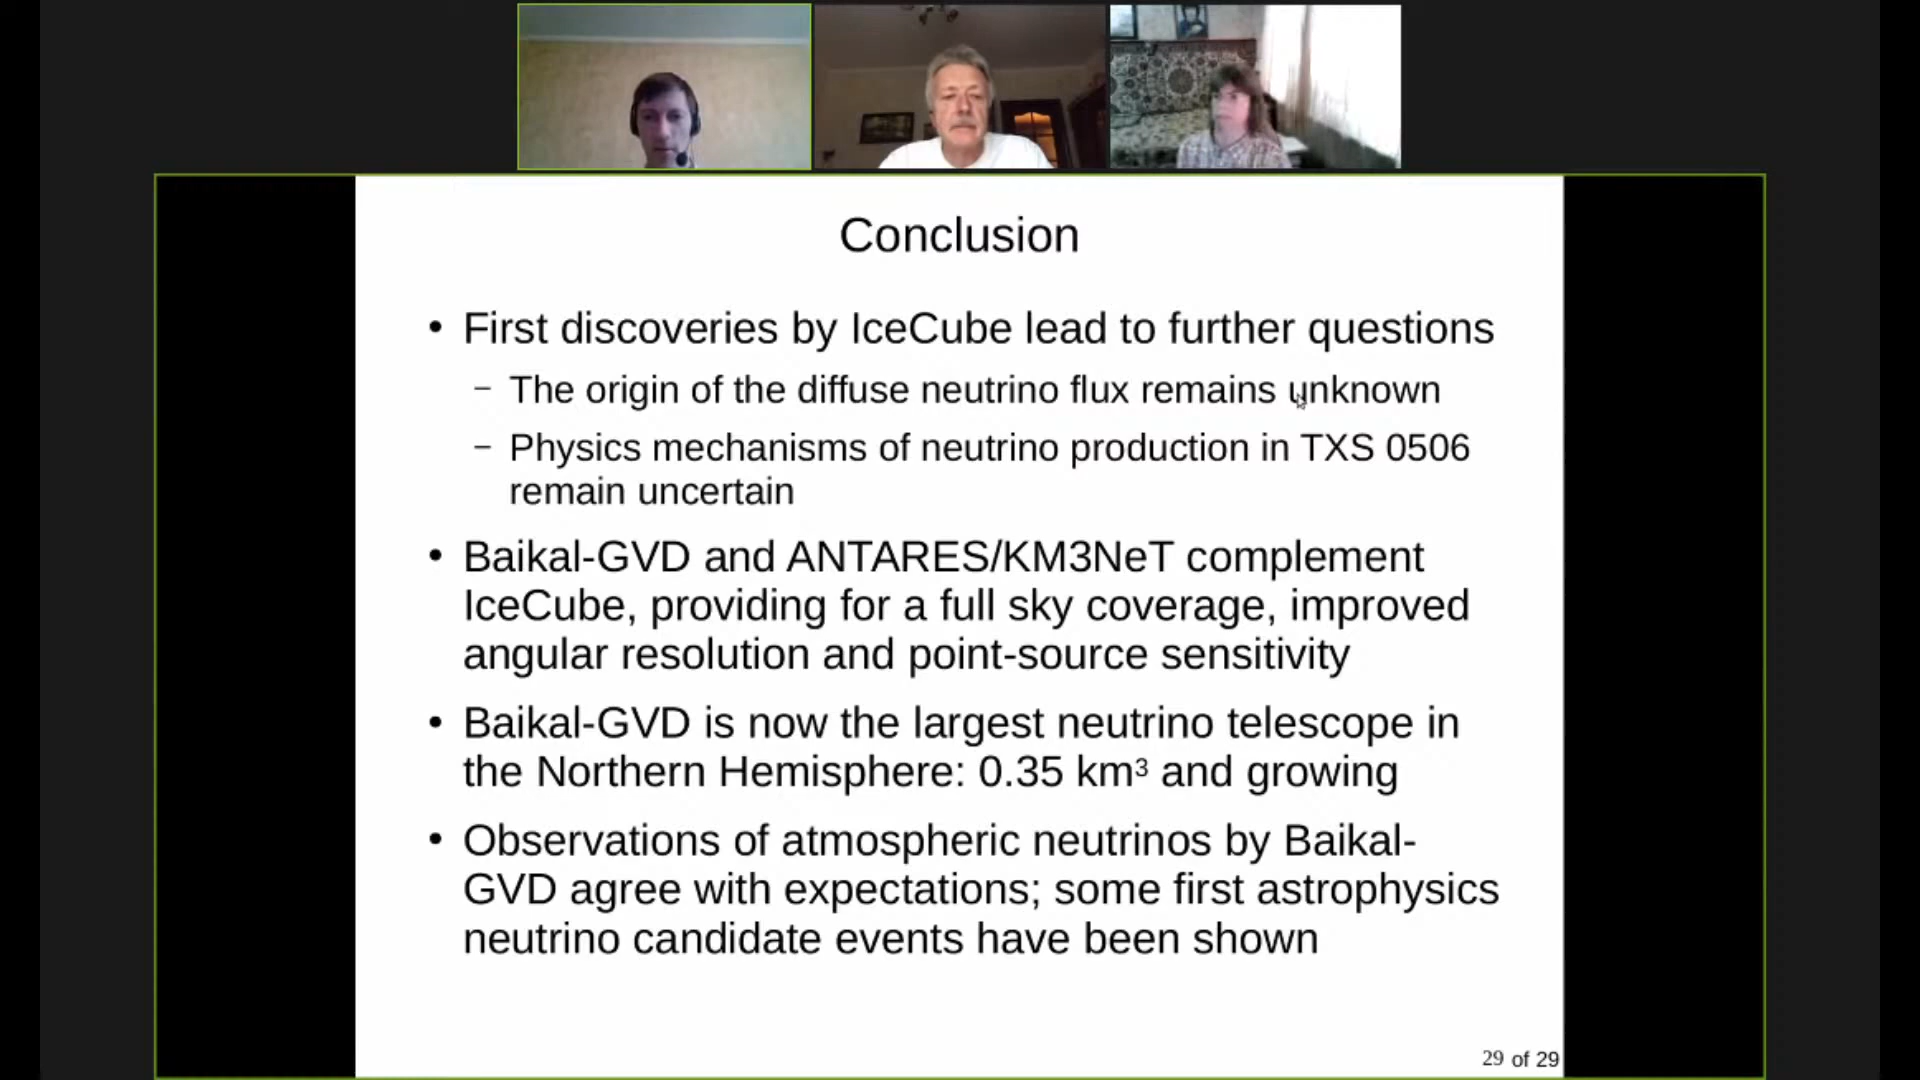 Conclusion
• First discoveries by IceCube lead to further questions
– The origin of the diffuse neutrino flux remains unknown
– Physics mechanisms of neutrino production in TXS 0506
remain uncertain
• Baikal-GVD and ANTARES/KM3NeT complement
IceCube, providing for a full sky coverage, improved
angular resolution and point-source sensitivity
• Baikal-GVD is now the largest neutrino telescope in
the Northern Hemisphere: 0.35 km³ and growing
• Observations of atmospheric neutrinos by Baikal-
GVD agree with expectations; some first astrophysics
neutrino candidate events have been shown
29 of 29